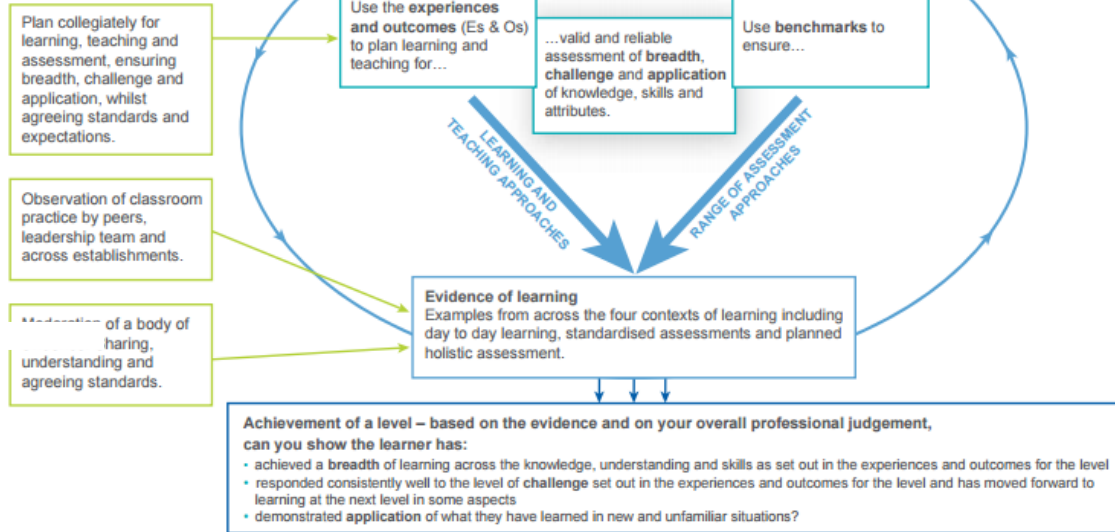 Plan collegiately for
learning, teaching and
assessment, ensuring
breadth, challenge and
application, whilst
agreeing standards and
expectations.
Use the experiences
and outcomes (Es & Os)
to plan learning and
teaching for...
...valid and reliable
assessment of breadth,
challenge and application
of knowledge, skills and
attributes.
Use benchmarks to
ensure...
LEARNING AND
TEACHING APPROACHES
RANGE OF ASSESSMENT
APPROACHES
Observation of classroom
practice by peers,
leadership team and
across establishments.
of a body of
understanding and
agreeing standards.
Evidence of learning
Examples from across the four contexts of learning including
day to day learning, standardised assessments and planned
holistic assessment.
Achievement of a level – based on the evidence and on your overall professional judgement,
can you show the learner has:
• achieved a breadth of learning across the knowledge, understanding and skills as set out in the experiences and outcomes for the level
• responded consistently well to the level of challenge set out in the experiences and outcomes for the level and has moved forward to
learning at the next level in some aspects
• demonstrated application of what they have learned in new and unfamiliar situations?